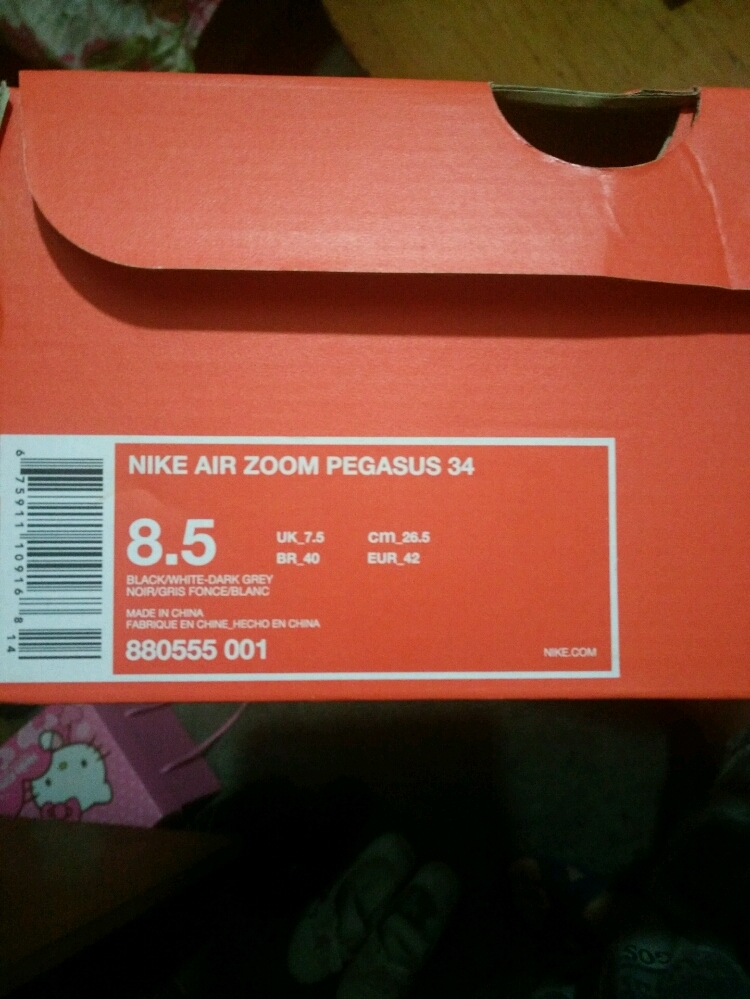 NIKE AIR ZOOM PEGASUS 34
8.5
UK_7.5 cm_26.5
BR_40 EUR_42
BLACK/WHITE-DARK GREY
NOIR/GRIS FONCE/BLANC
MADE IN CHINA
FABRIQUE EN CHINE_HECHO EN CHINA
880555 001
NIKE.COM
6 75911 10916 8 14